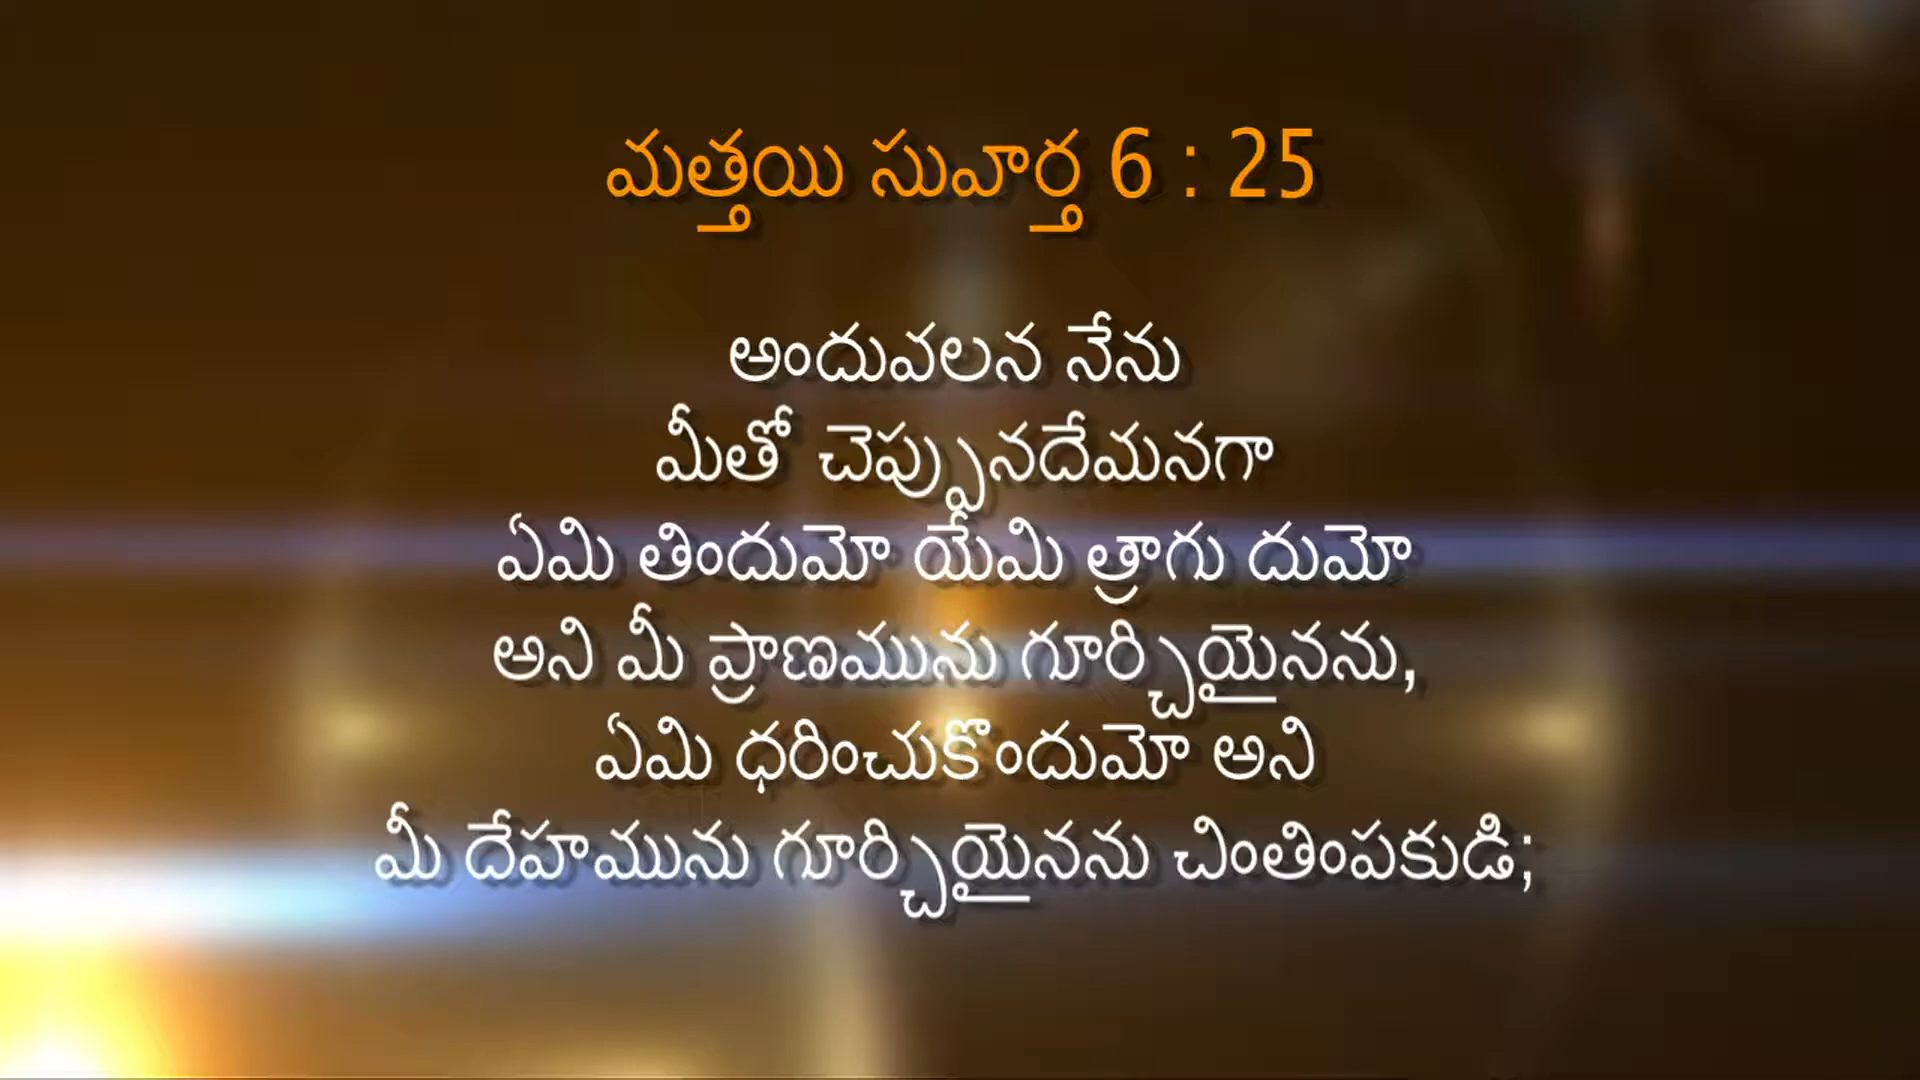 మత్తయి సువార్త 6 : 25
అందువలన నేను
మీతో చెప్పునదేమనగా
ఏమి తిందుమో యేమి త్రాగు దుమో
అని మీ ప్రాణమును గూర్చియైనను,
ఏమి ధరించుకొందుమో అని
మీ దేహమును గూర్చియైనను చింతింపకుడి;